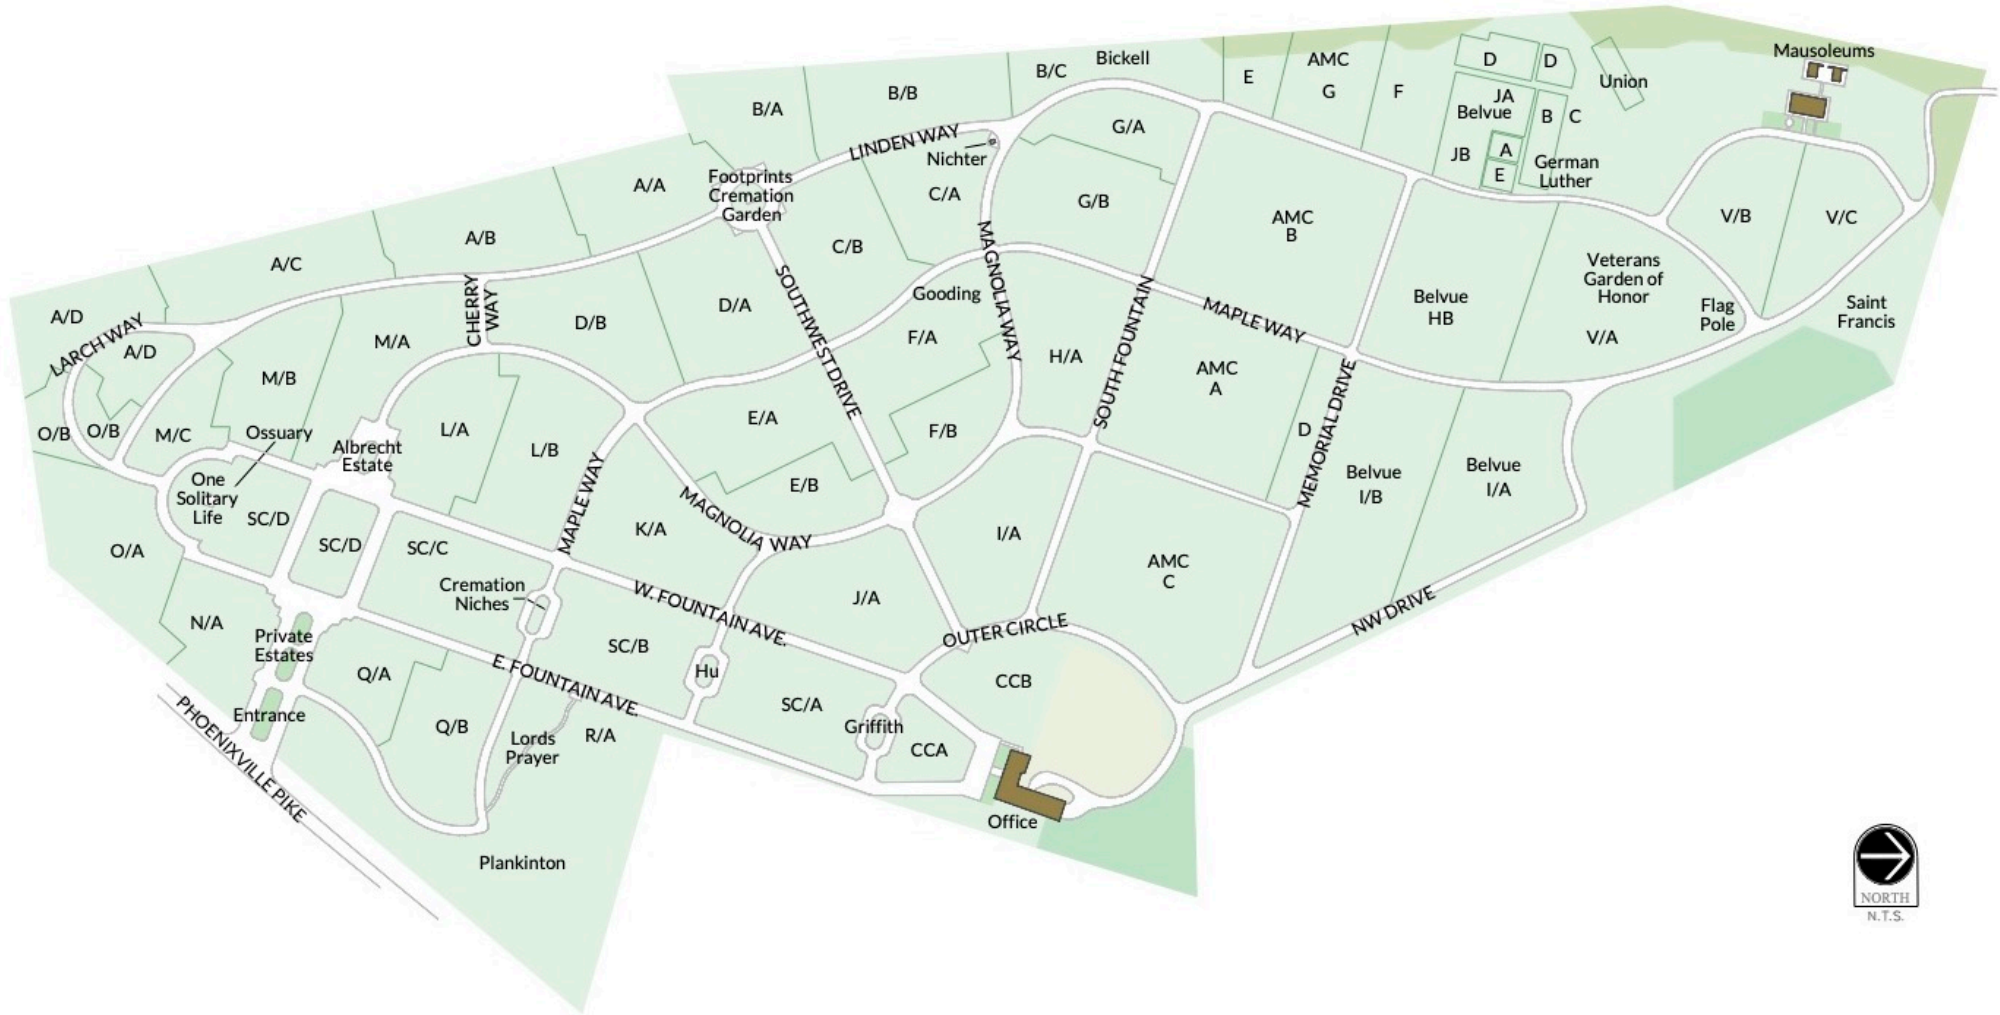 Mausoleums
Bickell
B/C
AMC
G
E
F
D
D
Union
B/A
B/B
JA
Belvue
B
C
G/A
LINDEN WAY
Nichter
JB
A
E
German
Luther
Footprints
Cremation
Garden
A/A
C/A
G/B
AMC
B
V/B
V/C
A/B
C/B
A/C
MAGNOLIA WAY
Veterans
Garden of
Honor
V/A
Flag
Pole
Saint
Francis
Belvue
HB
A/D
LARCH WAY
A/D
CHERRY
WAY
D/B
D/A
SOUTHWEST DRIVE
Gooding
F/A
SOUTH FOUNTAIN
MAPLE WAY
M/A
M/B
H/A
AMC
A
D
MEMORIAL DRIVE
O/B
O/B
M/C
Ossuary
Albrecht
Estate
L/A
L/B
E/A
F/B
E/B
Belvue
I/B
Belvue
I/A
One
Solitary
Life
SC/D
SC/D
SC/C
MAPLE WAY
K/A
MAGNOLIA WAY
I/A
AMC
C
O/A
N/A
Cremation
Niches
W. FOUNTAIN AVE.
J/A
OUTER CIRCLE
NW DRIVE
Private
Estates
Q/A
E. FOUNTAIN AVE.
SC/B
Hu
SC/A
CCB
Entrance
PHOENIXVILLE PIKE
Q/B
Lords
Prayer
R/A
Griffith
CCA
Office
Plankinton
NORTH
N.T.S.